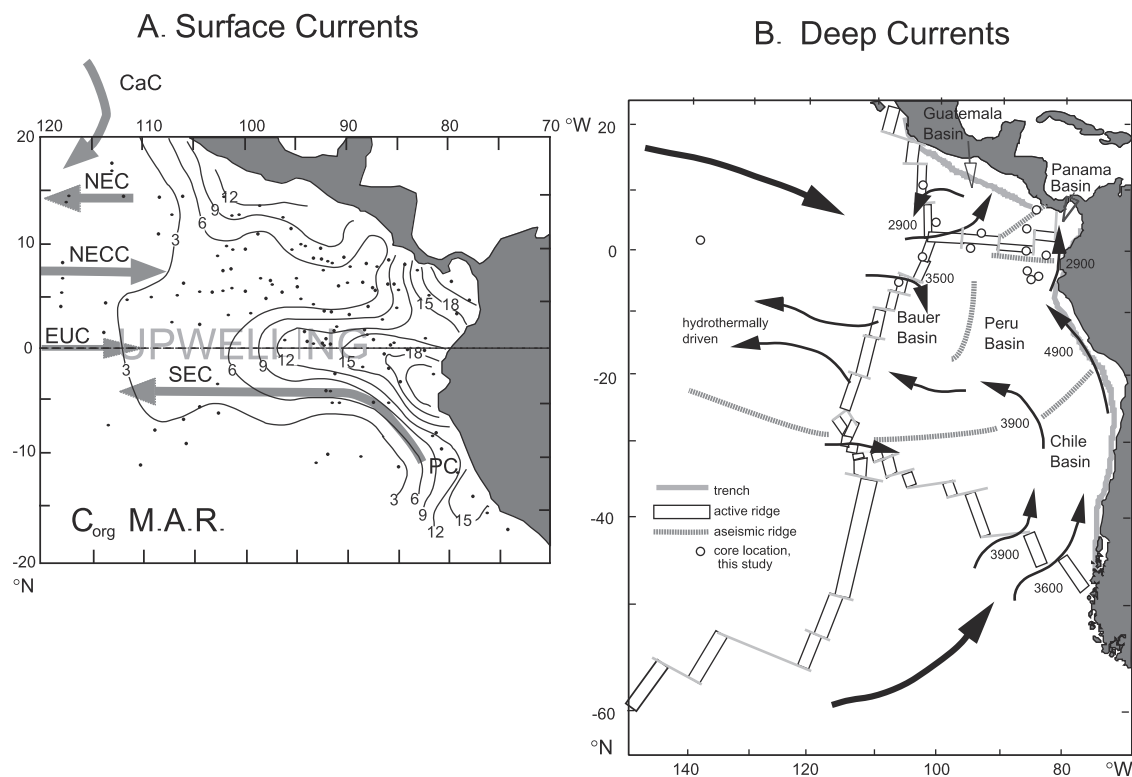 A. Surface Currents
CaC
120 110 100 90 80 70 °W
20
NEC
12
9
6
3
10
NECC
15 18
EUC UPWELLING
0
12 15 18
9
6
3
SEC
-10
PC
3 6
9
12
15
Corg M.A.R.
-20
°N
B. Deep Currents
Guatemala
Basin
20
Panama
Basin
10
2900
0
2900
3500
Bauer
Basin
hydrothermally
driven
Peru
Basin
4900
-20
3900
Chile
Basin
trench
active ridge
aseismic ridge
core location,
this study
-40
3900
3600
-60
°N
140 120 100 80 °W